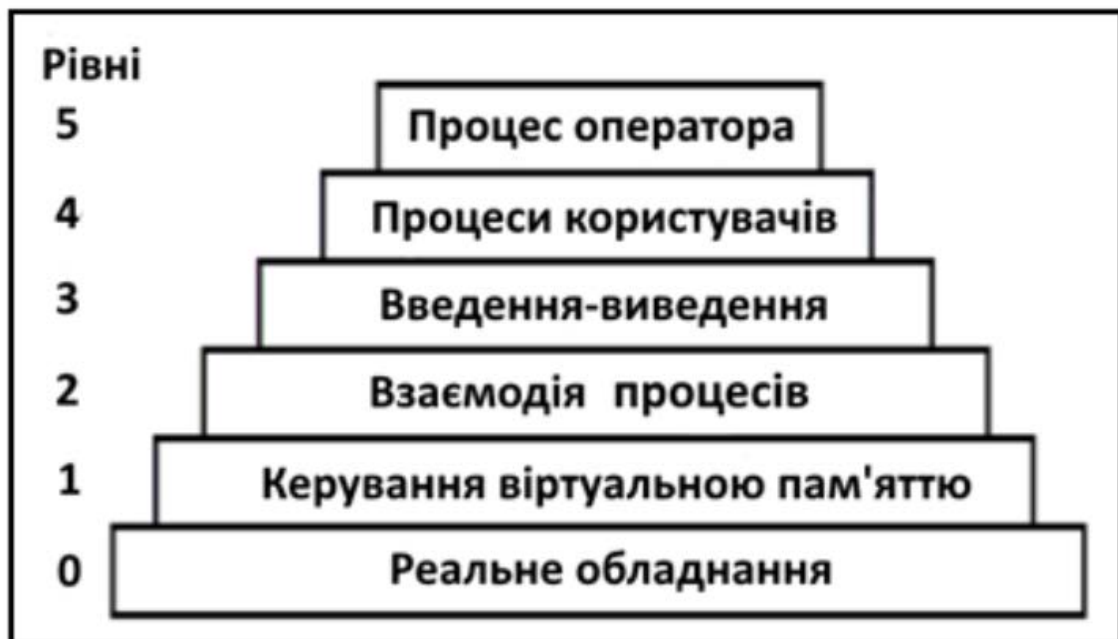 Рівні
5 Процес оператора
4 Процеси користувачів
3 Введення-виведення
2 Взаємодія процесів
1 Керування віртуальною пам'яттю
0 Реальне обладнання